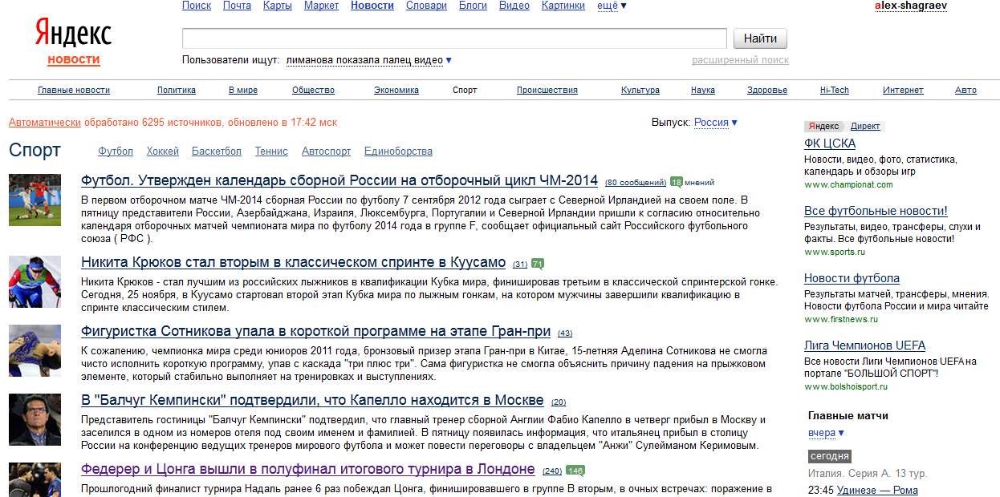 Поиск Почта Карты Маркет Новости Словари Блоги Видео Картинки ещё ▼
alex-shagraev
Яндекс
новости
Найти
Пользователи ищут: лиманова показала палец видео ▼
расширенный поиск
Главные новости Политика В мире Общество Экономика Спорт Происшествия Культура Наука Здоровье Hi-Tech Интернет Авто
Автоматически обработано 6295 источников, обновлено в 17:42 мск
Выпуск: Россия ▼
Спорт Футбол Хоккей Баскетбол Теннис Автоспорт Единоборства
Футбол. Утвержден календарь сборной России на отборочный цикл ЧМ-2014 (80 сообщений) 18 мнений
В первом отборочном матче ЧМ-2014 сборная России по футболу 7 сентября 2012 года сыграет с Северной Ирландией на своем поле. В
пятницу представители России, Азербайджана, Израиля, Люксембурга, Португалии и Северной Ирландии пришли к согласию относительно
календаря отборочных матчей чемпионата мира по футболу 2014 года в группе F, сообщает официальный сайт Российского футбольного
союза ( РФС ).
Никита Крюков стал вторым в классическом спринте в Куусамо (31) 71
Никита Крюков - стал лучшим из российских лыжников в квалификации Кубка мира, финишировав третьим в классической спринтерской гонке.
Сегодня, 25 ноября, в Куусамо стартовал второй этап Кубка мира по лыжным гонкам, на котором мужчины завершили квалификацию в
спринте классическим стилем.
Фигуристка Сотникова упала в короткой программе на этапе Гран-при (43)
К сожалению, чемпионка мира среди юниоров 2011 года, бронзовый призер этапа Гран-при в Китае, 15-летняя Аделина Сотникова не смогла
чисто исполнить короткую программу, упав с каскада "три плюс три". Сама фигуристка не смогла объяснить причину падения на прыжковом
элементе, который стабильно выполняет на тренировках и выступлениях.
В "Балчуг Кемпински" подтвердили, что Капелло находится в Москве (20)
Представитель гостиницы "Балчуг Кемпински" подтвердил, что главный тренер сборной Англии Фабио Капелло в четверг прибыл в Москву и
заселился в одном из номеров отеля под своим именем и фамилией. В пятницу появилась информация, что итальянец прибыл в столицу
России на конференцию ведущих тренеров мирового футбола и может повести переговоры с владельцем "Анжи" Сулейманом Керимовым.
Федерер и Цонга вышли в полуфинал итогового турнира в Лондоне (240) 146
Прошлогодний финалист турнира Надаль ранее 6 раз побеждал Цонга, финишировавшего в группе B вторым, в очных встречах: поражение в
Яндекс Директ
ФК ЦСКА
Новости, видео, фото, статистика,
календарь и обзоры игр
www.championat.com
Все футбольные новости!
Результаты, видео, трансферы, слухи и
факты. Все футбольные новости!
www.sports.ru
Новости футбола
Результаты матчей, трансферы, мнения.
Новости футбола России и мира читайте
www.firstnews.ru
Лига Чемпионов UEFA
Все новости Лиги Чемпионов UEFA на
портале "БОЛЬШОЙ СПОРТ"!
www.bolshoisport.ru
Главные матчи
вчера ▼
сегодня
Италия. Серия А. 13 тур.
23:45 Удинезе — Рома